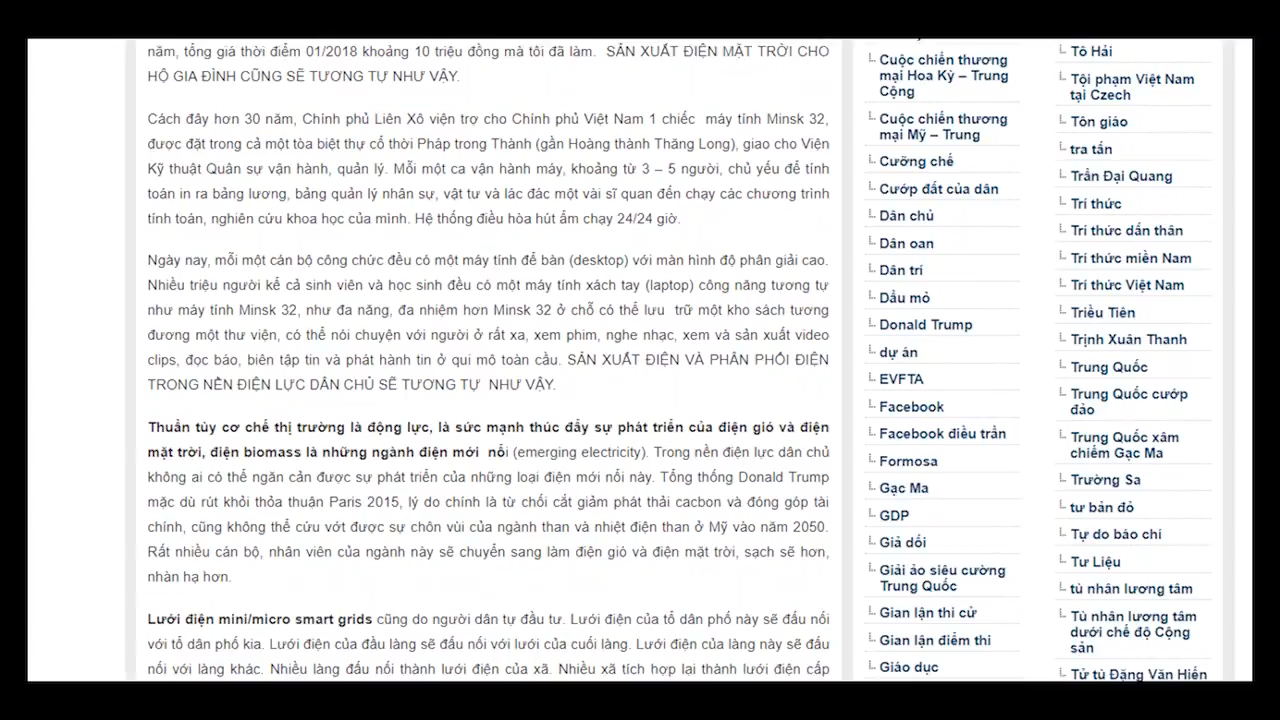 năm, tổng giá thời điểm 01/2018 khoảng 10 triệu đồng mà tôi đã làm. SẢN XUẤT ĐIỆN MẶT TRỜI CHO
HỘ GIA ĐÌNH CŨNG SẼ TƯƠNG TỰ NHƯ VẬY.
Cách đây hơn 30 năm, Chính phủ Liên Xô viện trợ cho Chính phủ Việt Nam 1 chiếc máy tính Minsk 32,
được đặt trong cả một tòa biệt thự cổ thời Pháp trong Thành (gần Hoàng thành Thăng Long), giao cho Viện
Kỹ thuật Quân sự vận hành, quản lý. Mỗi một ca vận hành máy, khoảng từ 3 – 5 người, chủ yếu để tính
toán in ra bảng lương, bảng quản lý nhân sự, vật tư và lác đác một vài sĩ quan đến chạy các chương trình
tính toán, nghiên cứu khoa học của mình. Hệ thống điều hòa hút ẩm chạy 24/24 giờ.
Ngày nay, mỗi một cán bộ công chức đều có một máy tính để bàn (desktop) với màn hình độ phân giải cao.
Nhiều triệu người kể cả sinh viên và học sinh đều có một máy tính xách tay (laptop) công năng tương tự
như máy tính Minsk 32, như đa năng, đa nhiệm hơn Minsk 32 ở chỗ có thể lưu trữ một kho sách tương
đương một thư viện, có thể nói chuyện với người ở rất xa, xem phim, nghe nhạc, xem và sản xuất video
clips, đọc báo, biên tập tin và phát hành tin ở qui mô toàn cầu. SẢN XUẤT ĐIỆN VÀ PHÂN PHỐI ĐIỆN
TRONG NỀN ĐIỆN LỰC DÂN CHỦ SẼ TƯƠNG TỰ NHƯ VẬY.
Thuần túy cơ chế thị trường là động lực, là sức mạnh thúc đẩy sự phát triển của điện gió và điện
mặt trời, điện biomass là những ngành điện mới nổi (emerging electricity). Trong nền điện lực dân chủ
không ai có thể ngăn cản được sự phát triển của những loại điện mới nổi này. Tổng thống Donald Trump
mặc dù rút khỏi thỏa thuận Paris 2015, lý do chính là từ chối cắt giảm phát thải cacbon và đóng góp tài
chính, cũng không thể cứu vớt được sự chôn vùi của ngành than và nhiệt điện than ở Mỹ vào năm 2050.
Rất nhiều cán bộ, nhân viên của ngành này sẽ chuyển sang làm điện gió và điện mặt trời, sạch sẽ hơn,
nhàn hạ hơn.
Lưới điện mini/micro smart grids cũng do người dân tự đầu tư. Lưới điện của tổ dân phố này sẽ đấu nối
với tổ dân phố kia. Lưới điện của đầu làng sẽ đấu nối với lưới của cuối làng. Lưới điện của làng này sẽ đấu
nối với làng khác. Nhiều làng đấu nối thành lưới điện của xã. Nhiều xã tích hợp lại thành lưới điện cấp
Cuộc chiến thương
mại Hoa Kỳ – Trung
Cộng
Cuộc chiến thương
mại Mỹ – Trung
Cưỡng chế
Cướp đất của dân
Dân chủ
Dân oan
Dân trí
Dầu mỏ
Donald Trump
dự án
EVFTA
Facebook
Facebook điều trần
Formosa
Gạc Ma
GDP
Giả dối
Giải ảo siêu cường
Trung Quốc
Gian lận thi cử
Gian lận điểm thi
Giáo dục
Tô Hải
Tội phạm Việt Nam
tại Czech
Tôn giáo
tra tấn
Trần Đại Quang
Trí thức
Trí thức dấn thân
Trí thức miền Nam
Trí thức Việt Nam
Triều Tiên
Trịnh Xuân Thanh
Trung Quốc
Trung Quốc cướp
đảo
Trung Quốc xâm
chiếm Gạc Ma
Trường Sa
tư bản đỏ
Tự do báo chí
Tư Liệu
tù nhân lương tâm
Tù nhân lương tâm
dưới chế độ Cộng
sản
Tử tù Đặng Văn Hiến